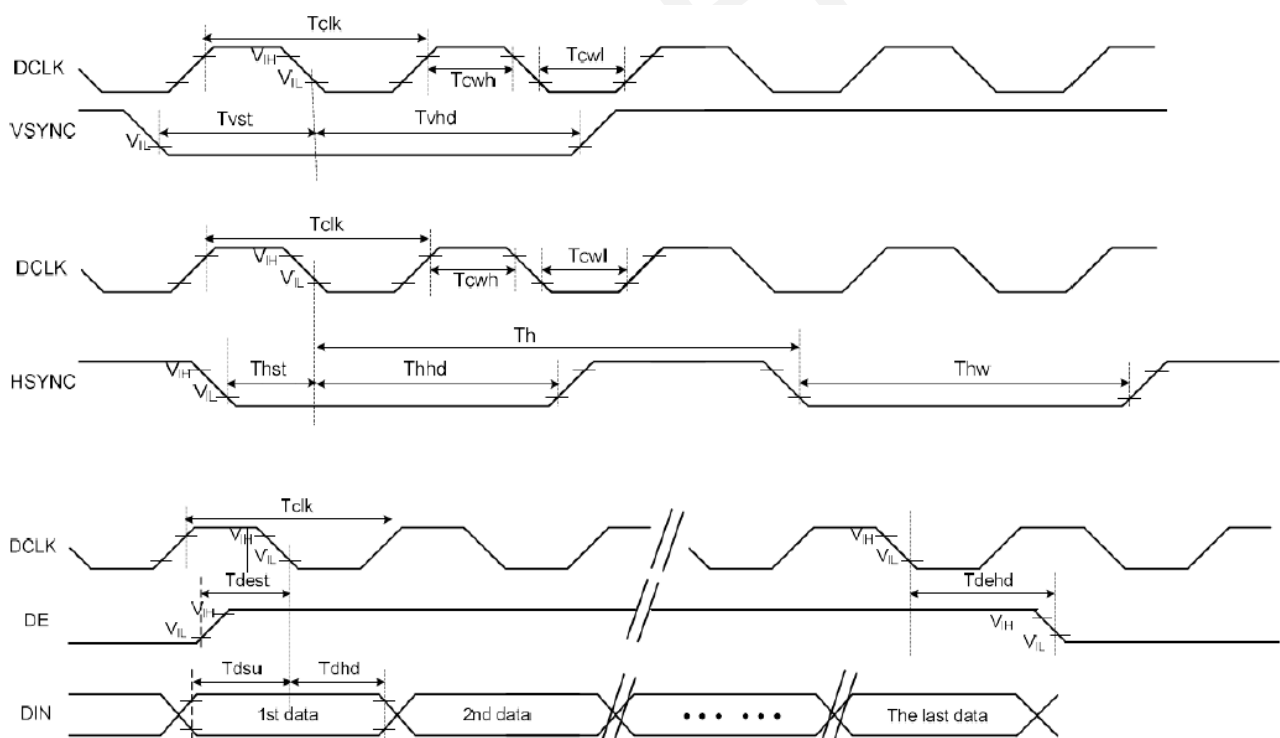 Tclk
DCLK VIH VIL Tcwh Tcwl
VSYNC VIL Tvst Tvhd
Tclk
DCLK VIH VIL Tcwh Tcwl
Th
HSYNC VIH VIL Thst Thhd Thw
Tclk
DCLK VIH VIL VIH VIL
Tdest Tdehd
DE VIH VIL VIH VIL
Tdsu Tdhd
DIN 1st data 2nd data ••• ••• The last data